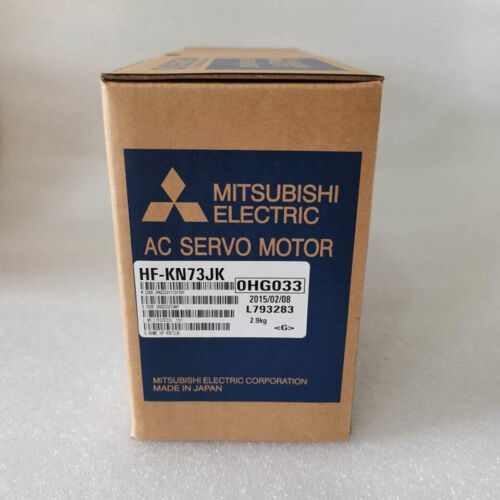 MITSUBISHI
ELECTRIC
AC SERVO MOTOR
HF-KN73JK
0HG033
2015/02/08
L793283
2.9kg
<G>
MITSUBISHI ELECTRIC CORPORATION
MADE IN JAPAN